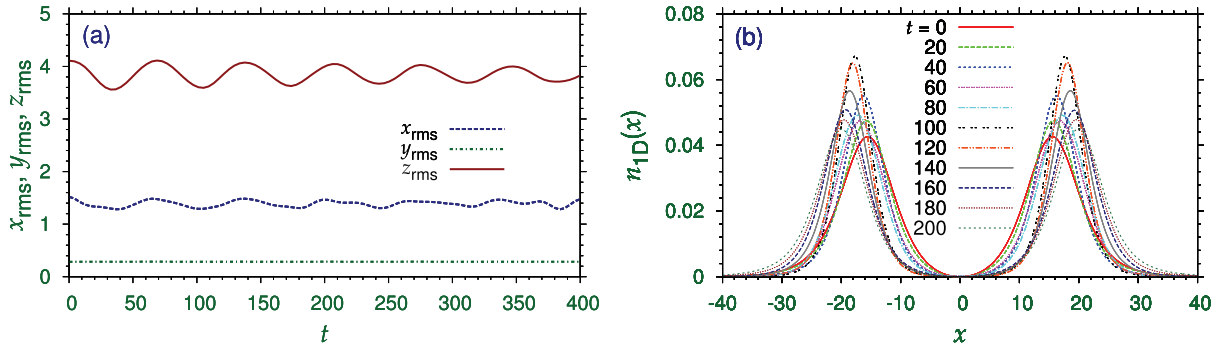 (a)
x_rms, y_rms, z_rms
5
4
3
2
1
0
x_rms
y_rms
z_rms
0 50 100 150 200 250 300 350 400
t
(b)
n_1D(x)
0.08
0.06
0.04
0.02
0
t = 0
20
40
60
80
100
120
140
160
180
200
-40 -30 -20 -10 0 10 20 30 40
x